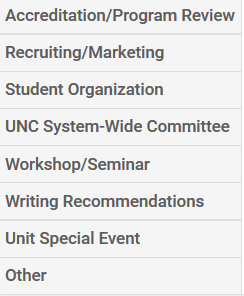 Accreditation/Program Review
Recruiting/Marketing
Student Organization
UNC System-Wide Committee
Workshop/Seminar
Writing Recommendations
Unit Special Event
Other